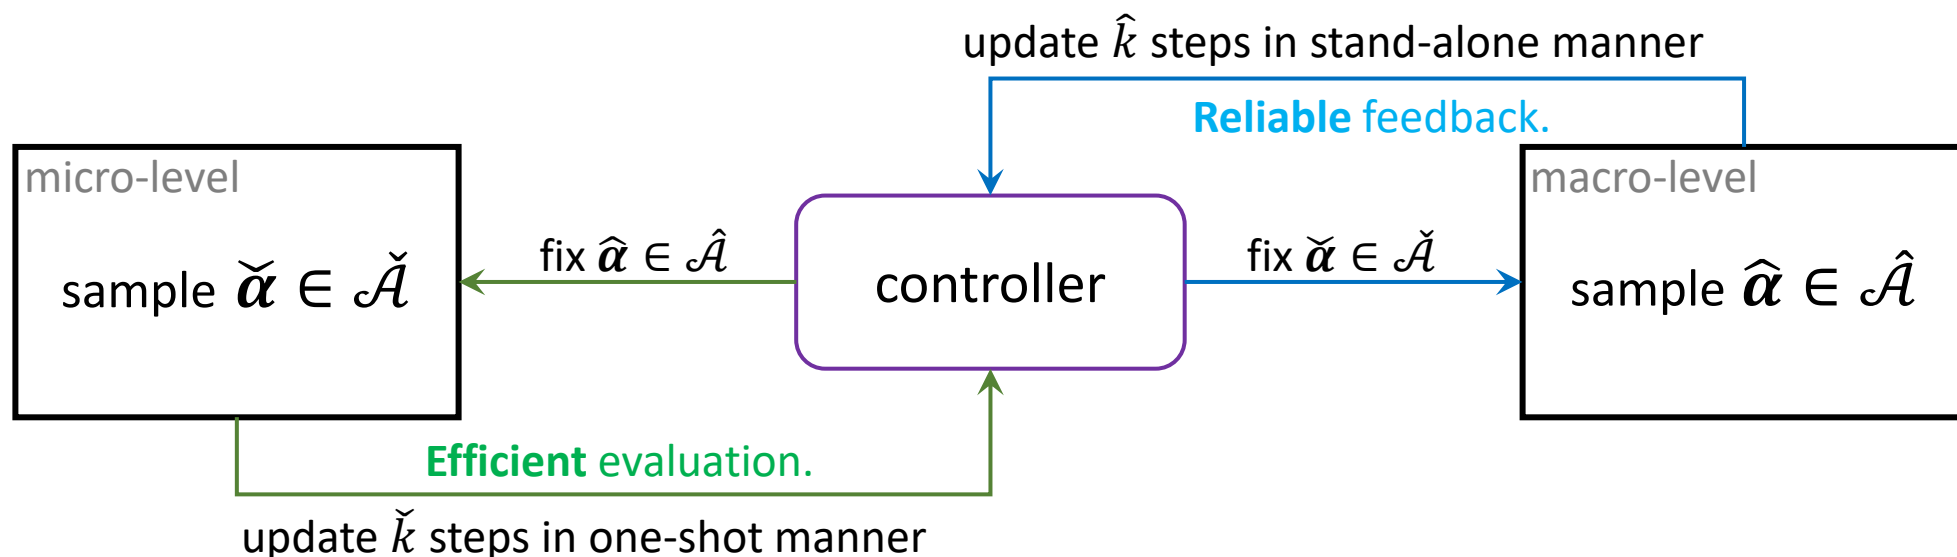 update k̂ steps in stand-alone manner
Reliable feedback.
micro-level
sample α̌ ∈ 𝒜̌
fix α̂ ∈ 𝒜̂
controller
fix α̌ ∈ 𝒜̌
macro-level
sample α̂ ∈ 𝒜̂
Efficient evaluation.
update ǩ steps in one-shot manner